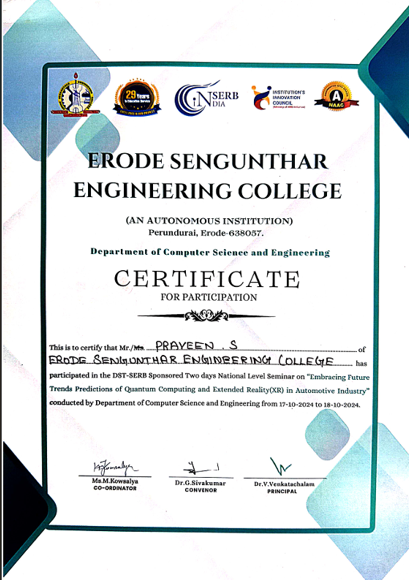 29 Years
SERB
INDIA
INSTITUTION'S
INNOVATION
COUNCIL
A
NAAC
ERODE SENGUNTHAR
ENGINEERING COLLEGE
(AN AUTONOMOUS INSTITUTION)
Perundurai, Erode-638057.
Department of Computer Science and Engineering
CERTIFICATE
FOR PARTICIPATION
This is to certify that Mr./Ms. PRAVEEN . S of
ERODE SENGUNTHAR ENGINEERING COLLEGE has
participated in the DST-SERB Sponsored Two days National Level Seminar on "Embracing Future
Trends Predictions of Quantum Computing and Extended Reality(XR) in Automotive Industry"
conducted by Department of Computer Science and Engineering from 17-10-2024 to 18-10-2024.
Ms.M.Kowsalya
CO-ORDINATOR
Dr.G.Sivakumar
CONVENOR
Dr.V.Venkatachalam
PRINCIPAL